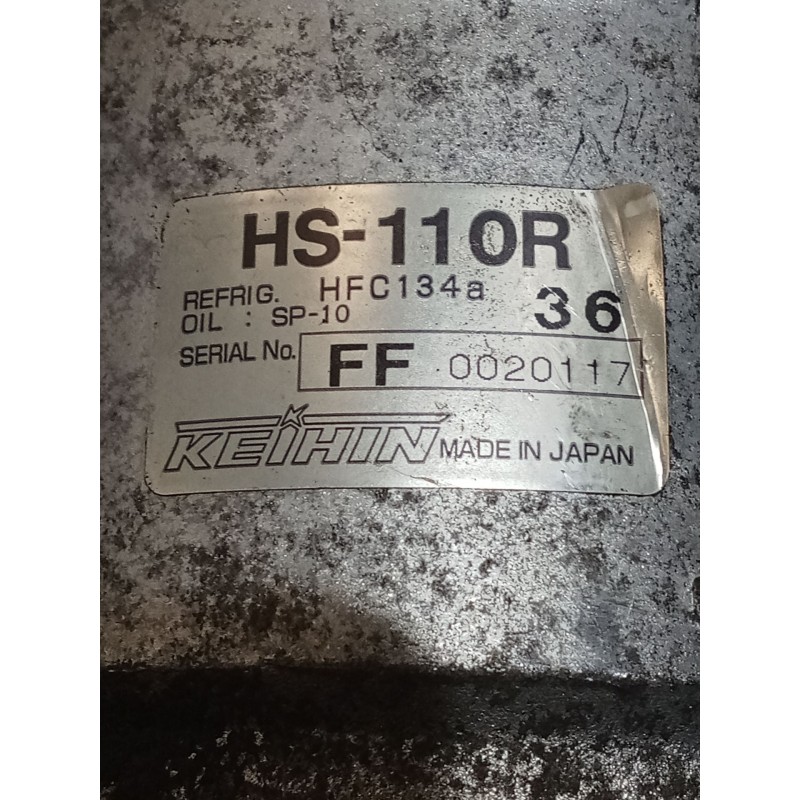 HS-110R
REFRIG. HFC134a
OIL : SP-10 36
SERIAL No. FF 0020117
KEIHIN MADE IN JAPAN